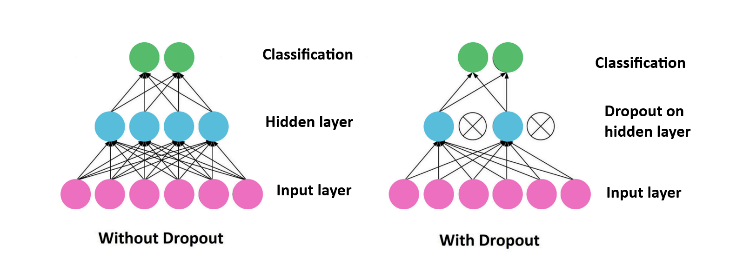 Classification
Hidden layer
Input layer
Without Dropout
Classification
Dropout on
hidden layer
Input layer
With Dropout